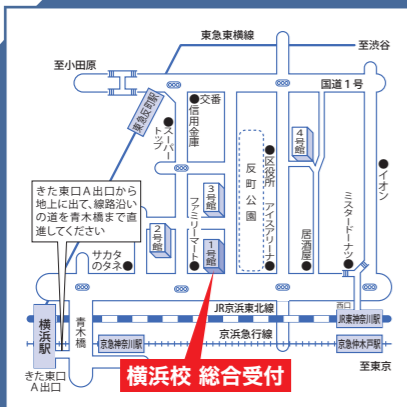 東急東横線
至渋谷
至小田原
国道1号
東急反町駅
交番
信用金庫
スーパー
トップ
4号館
イオン
区役所
反町公園
きた東口A出口から
地上に出て、線路沿い
の道を青木橋まで直
進してください
3号館
アイスアリーナ
ミスタードーナツ
2号館
ファミリーマート
1号館
居酒屋
サカタ
のタネ
西口
JR京浜東北線
横浜駅
青木橋
JR東神奈川駅
京浜急行線
京急神奈川駅
京急仲木戸駅
きた東口
A出口
横浜校 総合受付
至東京